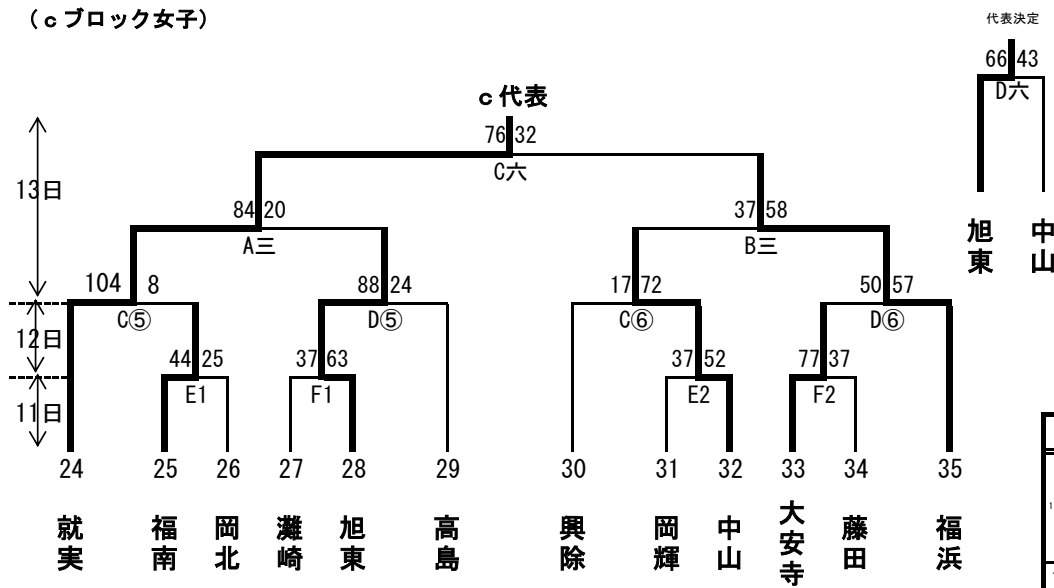 （ｃブロック女子）
代表決定
66 43
D六
旭東 中山
ｃ代表
76 32
C六
13日
84 20
A三
37 58
B三
104 8
C⑤
88 24
D⑤
17 72
C⑥
50 57
D⑥
12日
44 25
E1
37 63
F1
37 52
E2
77 37
F2
11日
24 25 26 27 28 29 30 31 32 33 34 35
就実 福南 岡北 灘崎 旭東 高島 興除 岡輝 中山 大安寺 藤田 福浜